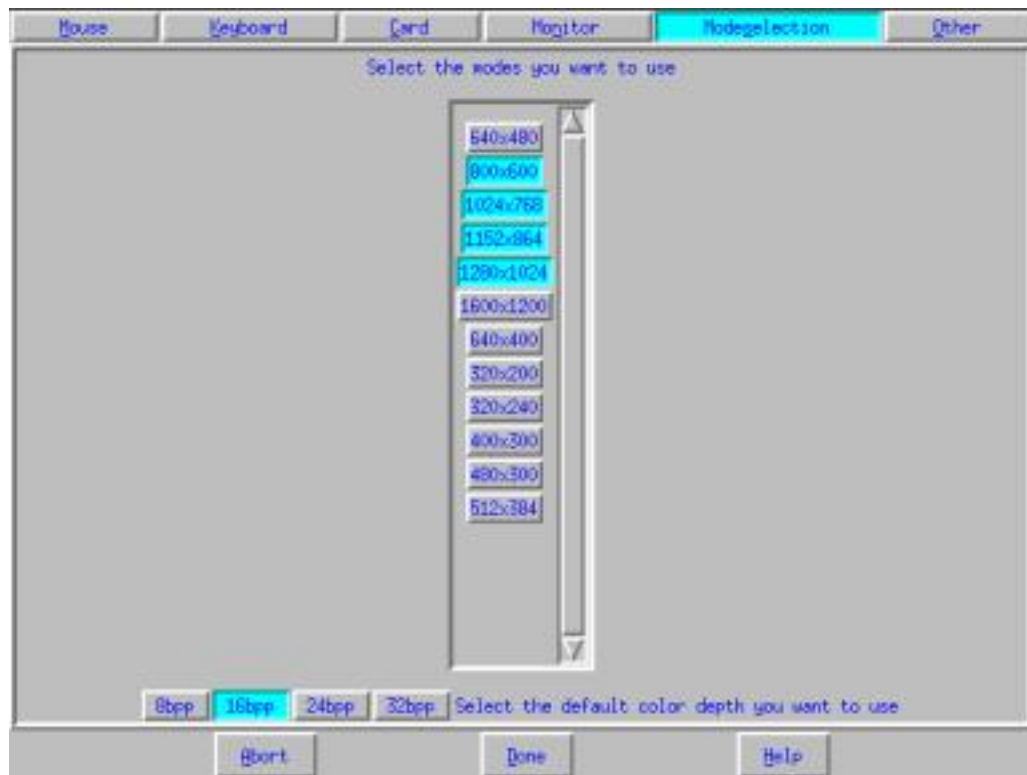 Mouse Keyboard Card Monitor Modeselection Other
Select the modes you want to use
640x480
800x600
1024x768
1152x864
1280x1024
1600x1200
640x400
320x200
320x240
400x300
480x300
512x384
8bpp 16bpp 24bpp 32bpp Select the default color depth you want to use
Abort Done Help